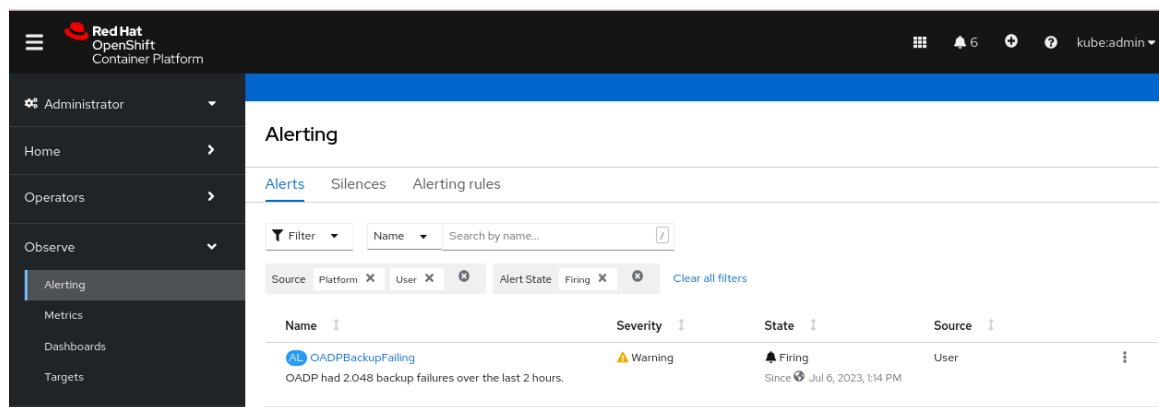 Red Hat
OpenShift
Container Platform
6
kube:admin
Administrator
Home
Operators
Observe
Alerting
Metrics
Dashboards
Targets
Alerting
Alerts Silences Alerting rules
Filter Name Search by name... /
Source Platform User Alert State Firing Clear all filters
Name Severity State Source
AL OADPBackupFailing Warning Firing User
OADP had 2.048 backup failures over the last 2 hours. Since Jul 6, 2023, 1:14 PM